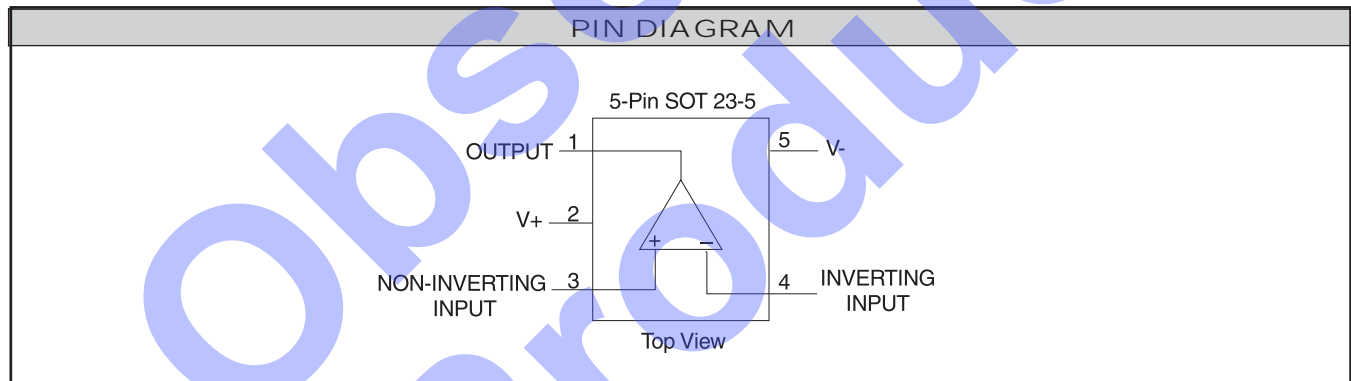 PIN DIAGRAM
5-Pin SOT 23-5
OUTPUT 1
5 V-
V+ 2
+ –
NON-INVERTING 3
INPUT
4 INVERTING
INPUT
Top View